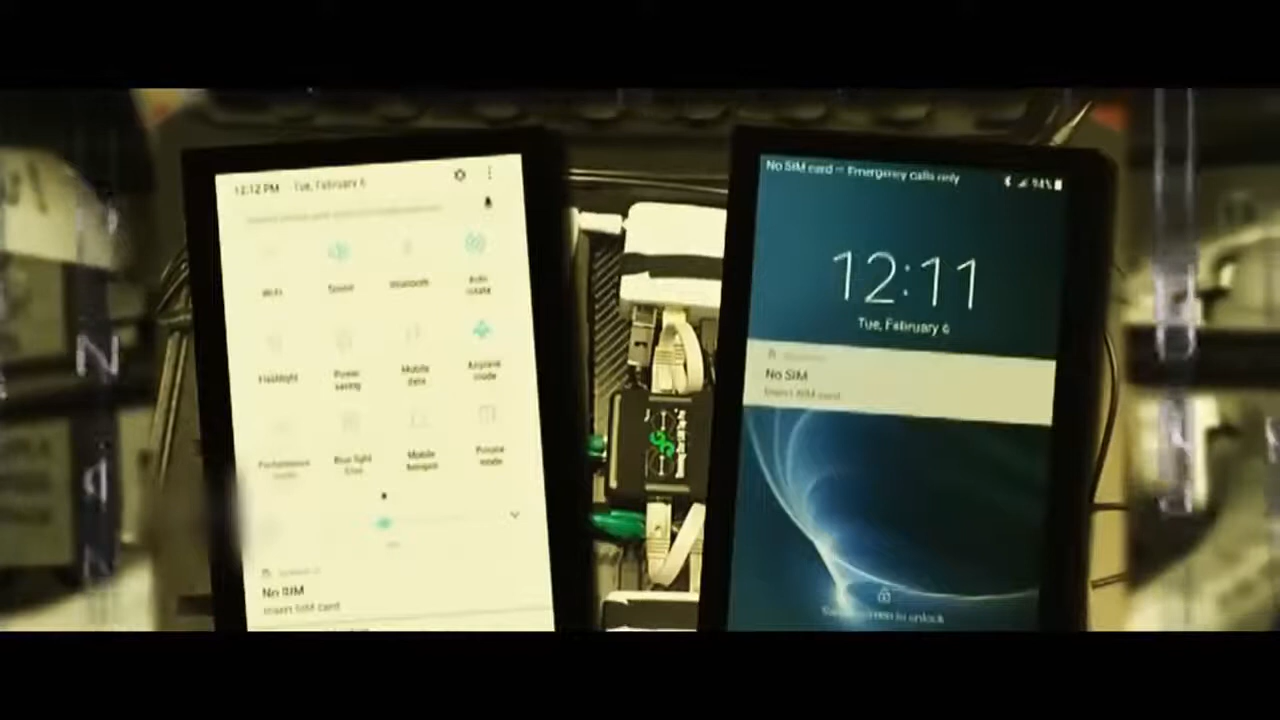 12:12 PM Tue, February 6
Wi-Fi Sound Bluetooth Auto rotate
Flashlight Power saving Mobile data Airplane mode
Performance mode Blue light filter Mobile hotspot Private mode
No SIM
Insert SIM card
No SIM card — Emergency calls only 94%
12:11
Tue, February 6
No SIM
Insert SIM card
Swipe screen to unlock